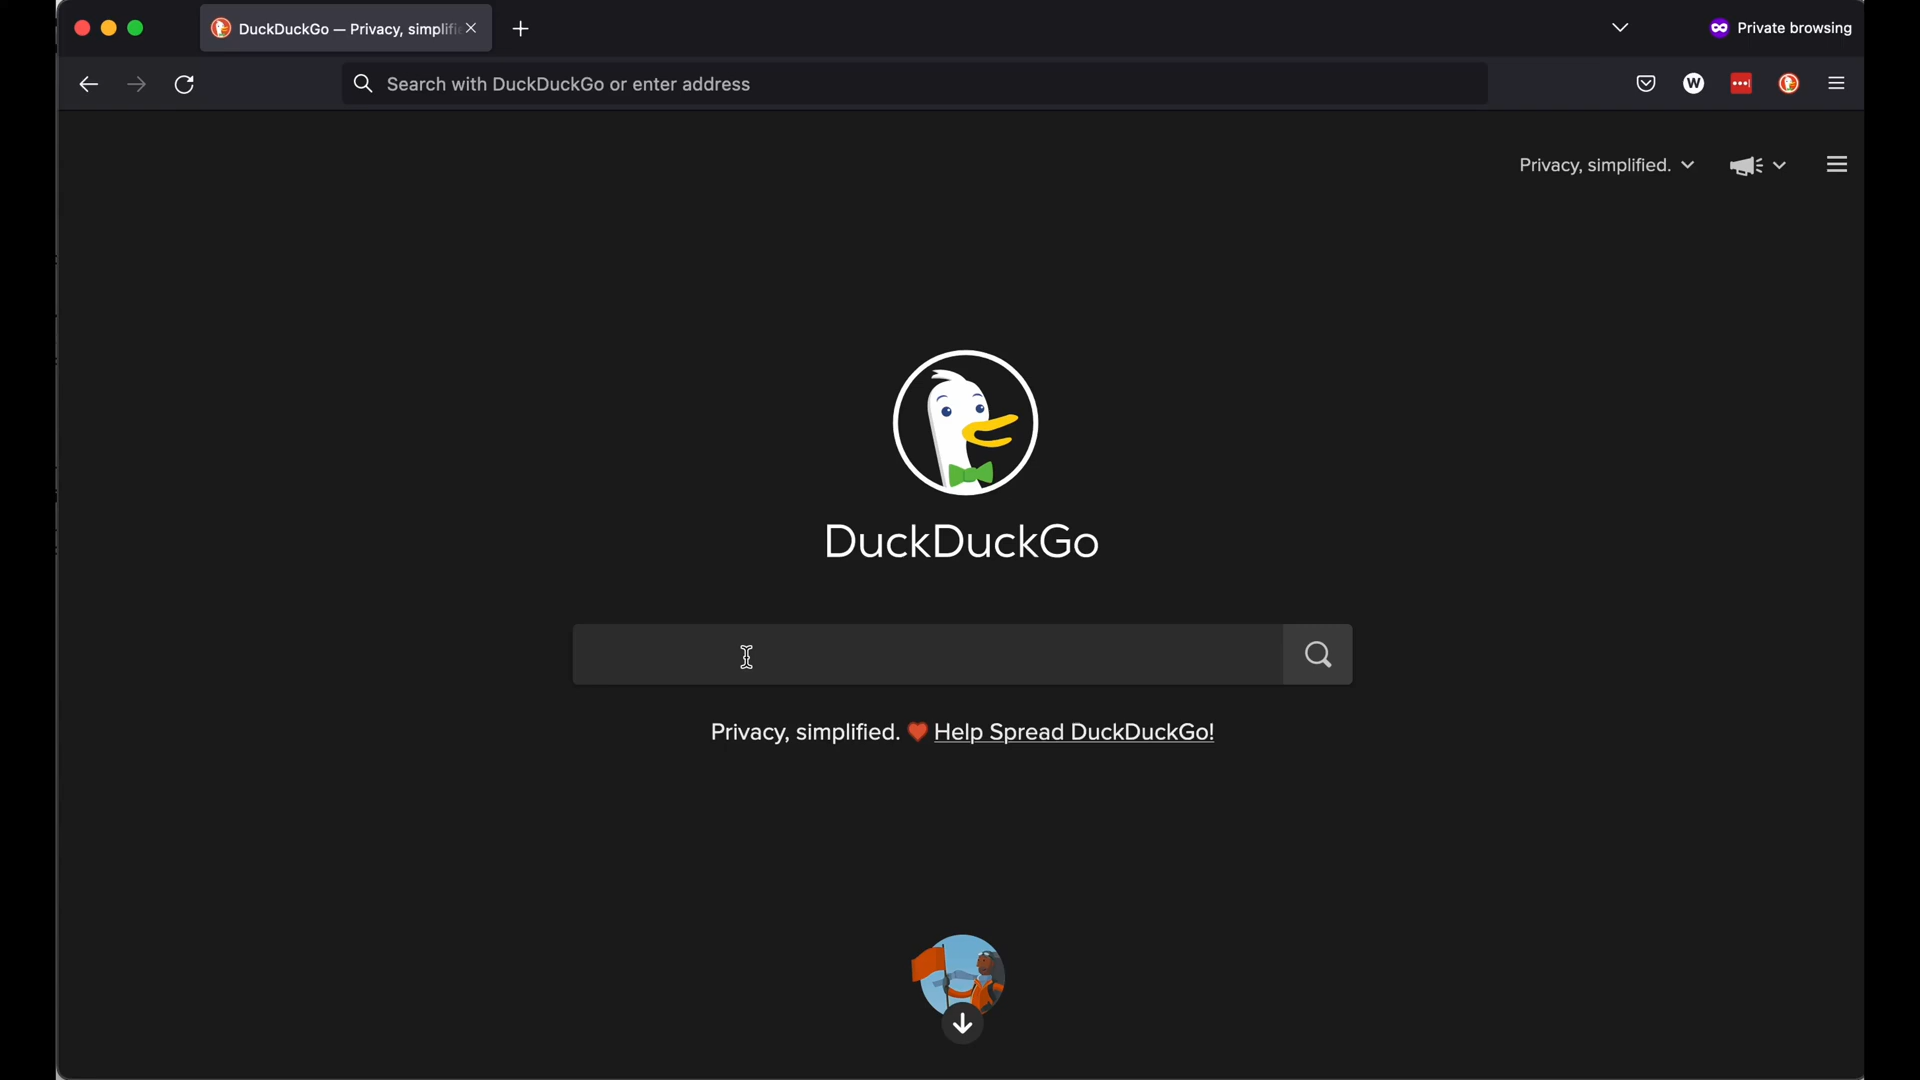 DuckDuckGo — Privacy, simplifi
Private browsing
Search with DuckDuckGo or enter address
W
Privacy, simplified.
DuckDuckGo
Privacy, simplified. ❤️ Help Spread DuckDuckGo!